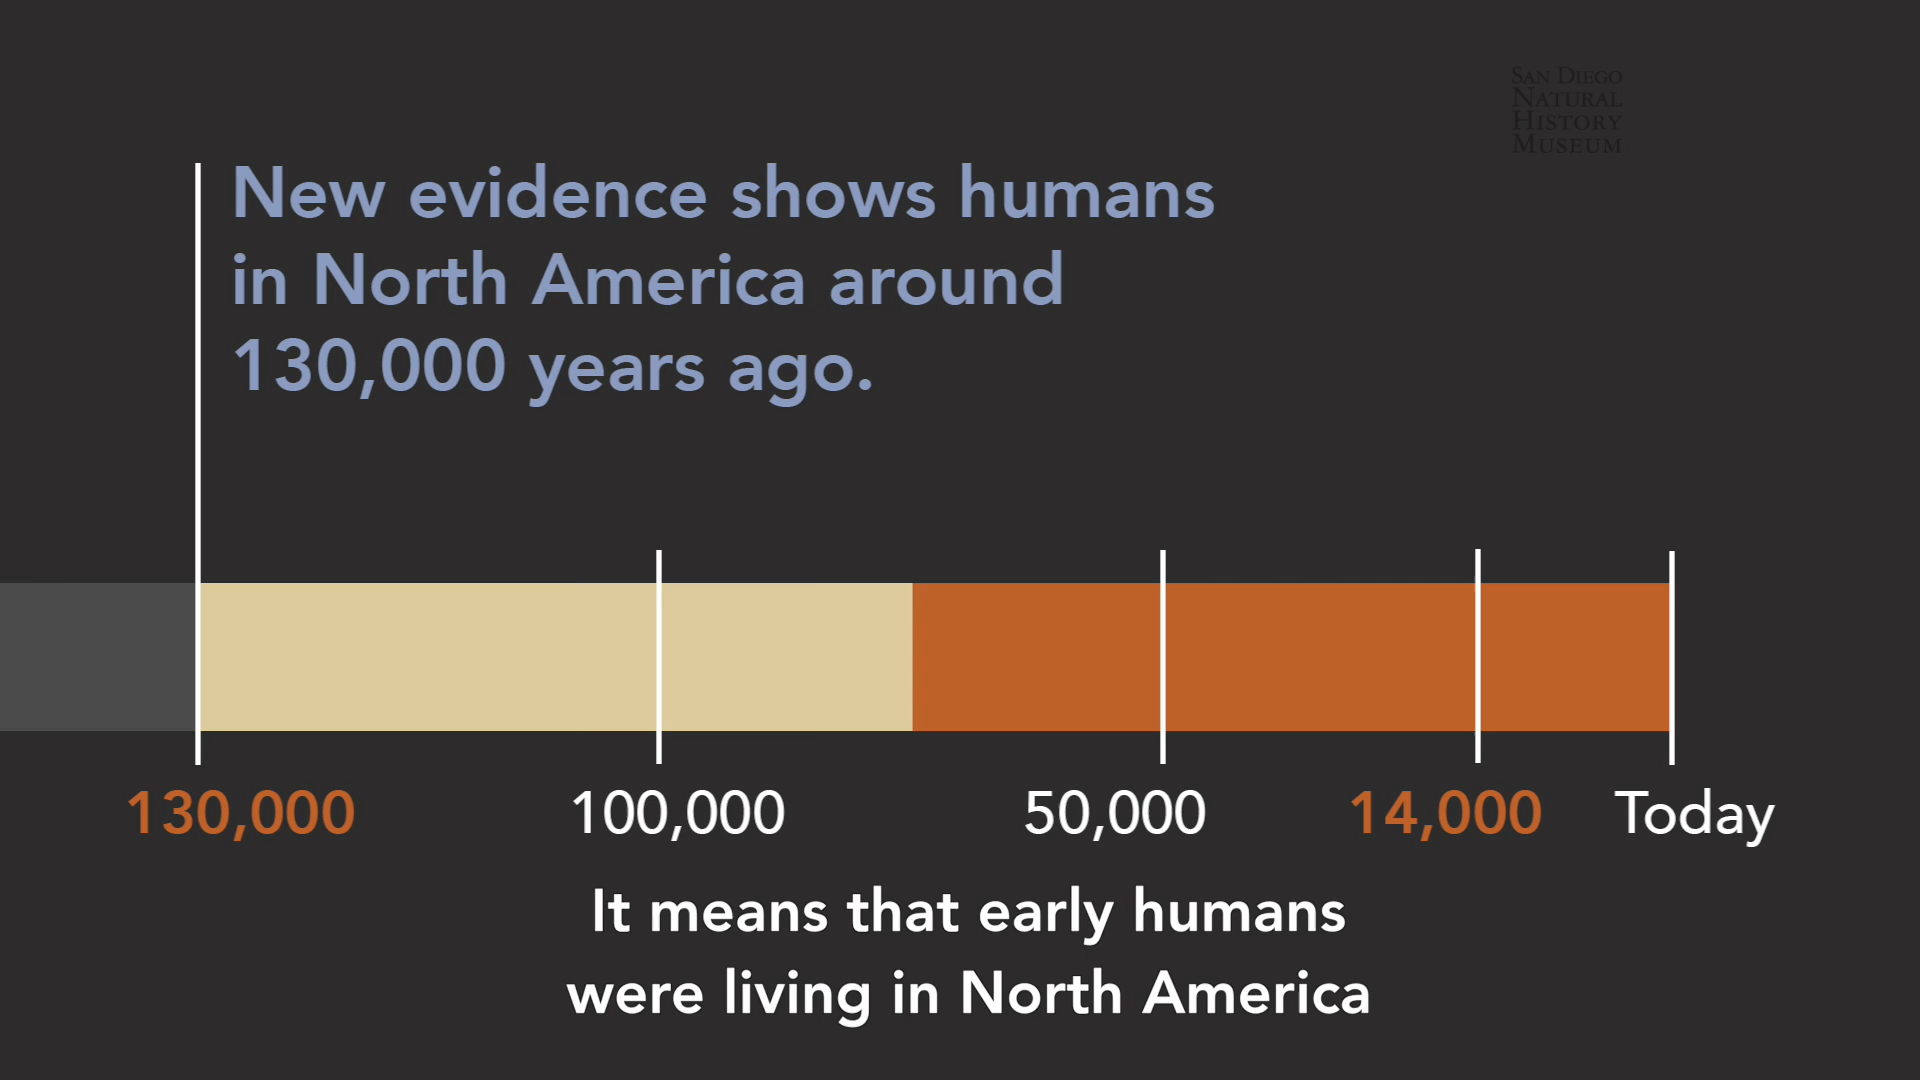 San Diego
Natural
History
Museum
New evidence shows humans
in North America around
130,000 years ago.
130,000 100,000 50,000 14,000 Today
It means that early humans
were living in North America